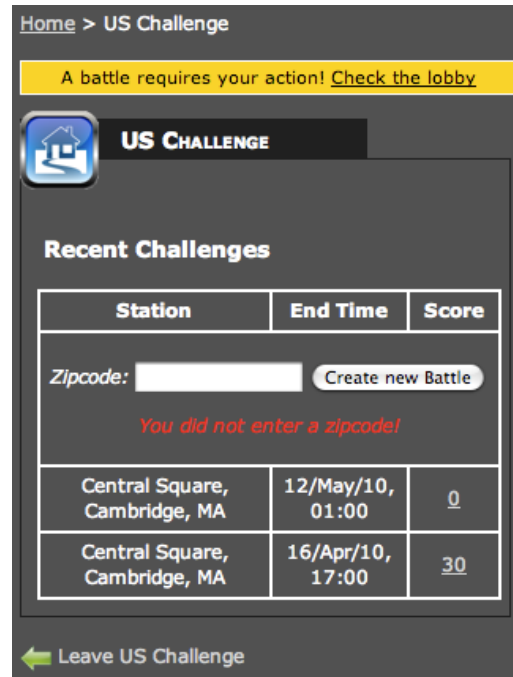 Home > US Challenge
A battle requires your action! Check the lobby
US CHALLENGE
Recent Challenges
Station End Time Score
Zipcode: Create new Battle
You did not enter a zipcode!
Central Square, 12/May/10, 0
Cambridge, MA 01:00
Central Square, 16/Apr/10, 30
Cambridge, MA 17:00
Leave US Challenge